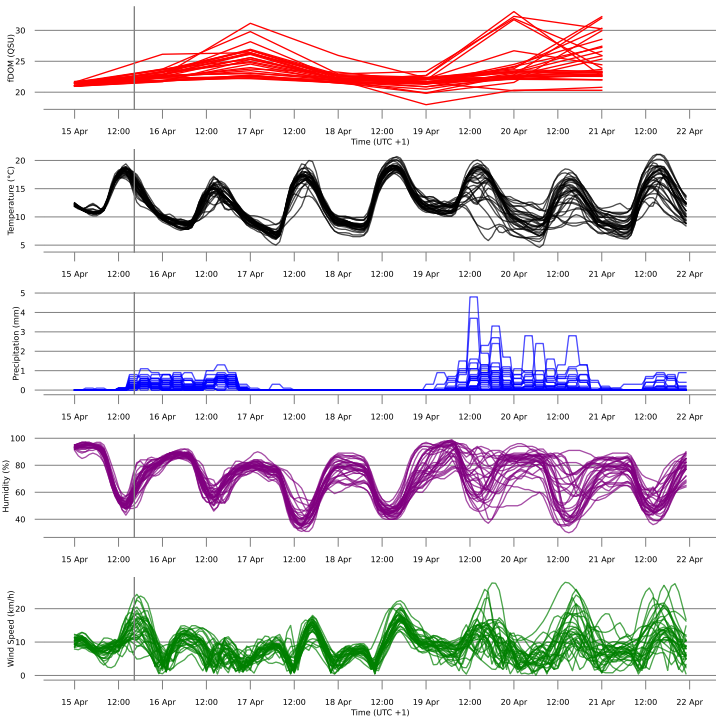 30
25
20
fDOM (QSU)
15 Apr 12:00 16 Apr 12:00 17 Apr 12:00 18 Apr 12:00 19 Apr 12:00 20 Apr 12:00 21 Apr 12:00 22 Apr
Time (UTC +1)
20
15
10
5
Temperature (°C)
15 Apr 12:00 16 Apr 12:00 17 Apr 12:00 18 Apr 12:00 19 Apr 12:00 20 Apr 12:00 21 Apr 12:00 22 Apr
5
4
3
2
1
0
Precipitation (mm)
15 Apr 12:00 16 Apr 12:00 17 Apr 12:00 18 Apr 12:00 19 Apr 12:00 20 Apr 12:00 21 Apr 12:00 22 Apr
100
80
60
40
Humidity (%)
15 Apr 12:00 16 Apr 12:00 17 Apr 12:00 18 Apr 12:00 19 Apr 12:00 20 Apr 12:00 21 Apr 12:00 22 Apr
20
10
0
Wind Speed (km/h)
15 Apr 12:00 16 Apr 12:00 17 Apr 12:00 18 Apr 12:00 19 Apr 12:00 20 Apr 12:00 21 Apr 12:00 22 Apr
Time (UTC +1)